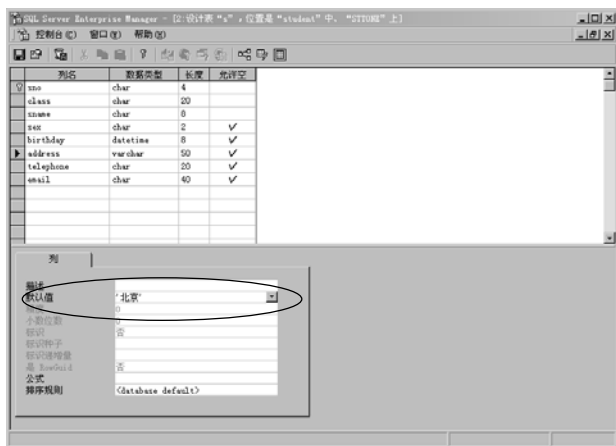 SQL Server Enterprise Manager - [2:设计表“s”，位置是“student”中、“STTURE”上]
控制台(C) 窗口(W) 帮助(H)
列名 数据类型 长度 允许空
sno char 4
class char 20
sname char 8
sex char 2
birthday datetime 8
address varchar 50
telephone char 20
email char 40
列
描述
默认值 '北京'
精度 0
小数位数 0
标识 否
标识种子
标识递增量
是 RowGuid 否
公式
排序规则 <database default>